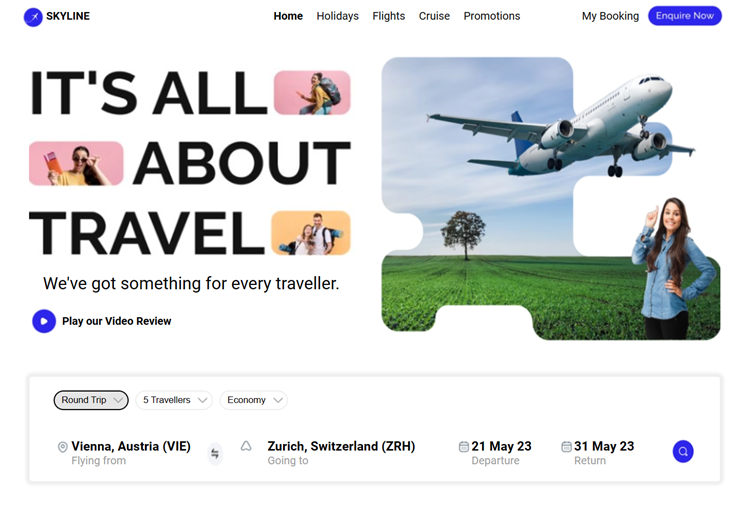 SKYLINE
Home Holidays Flights Cruise Promotions
My Booking Enquire Now
IT'S ALL
ABOUT
TRAVEL
We've got something for every traveller.
Play our Video Review
Round Trip 5 Travellers Economy
Vienna, Austria (VIE) Zurich, Switzerland (ZRH) 21 May 23 31 May 23
Flying from Going to Departure Return